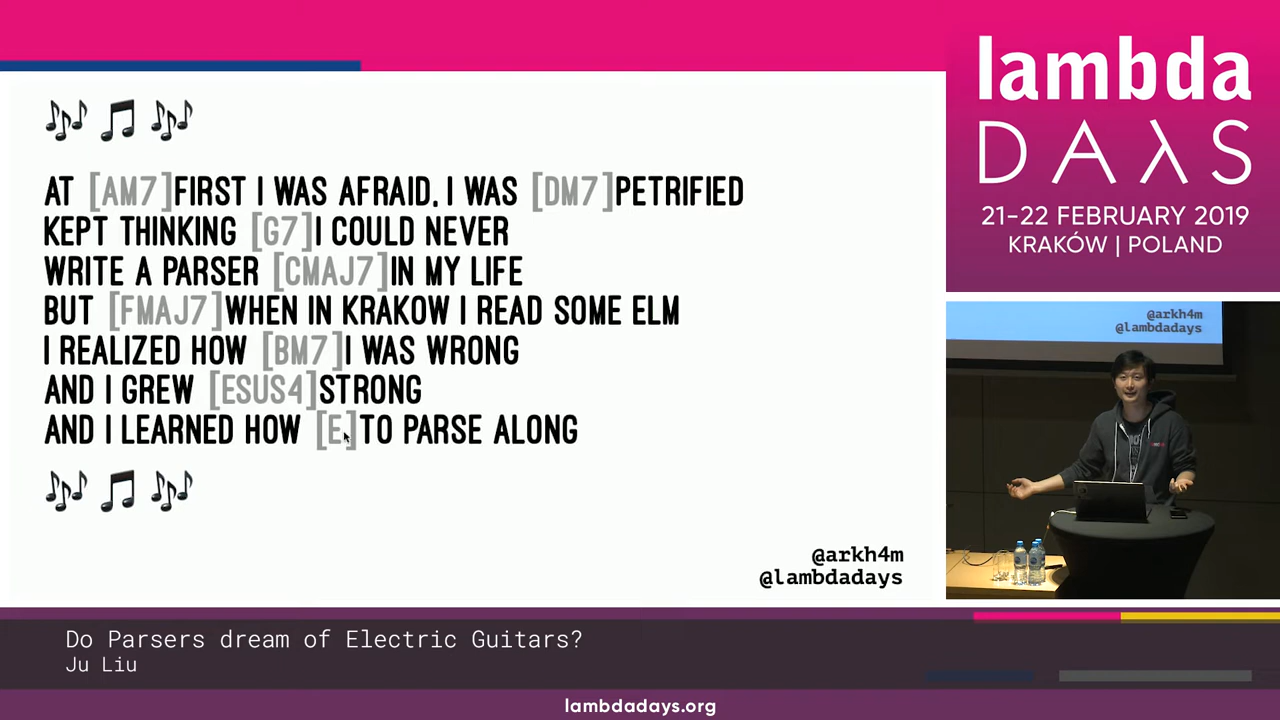 lambda
DAλS
21-22 FEBRUARY 2019
KRAKÓW | POLAND
AT [AM7]FIRST I WAS AFRAID, I WAS [DM7]PETRIFIED
KEPT THINKING [G7]I COULD NEVER
WRITE A PARSER [CMAJ7]IN MY LIFE
BUT [FMAJ7]WHEN IN KRAKOW I READ SOME ELM
I REALIZED HOW [BM7]I WAS WRONG
AND I GREW [ESUS4]STRONG
AND I LEARNED HOW [E]TO PARSE ALONG
@arkh4m
@lambdadays
@arkh4m
@lambdadays
Do Parsers dream of Electric Guitars?
Ju Liu
lambdadays.org